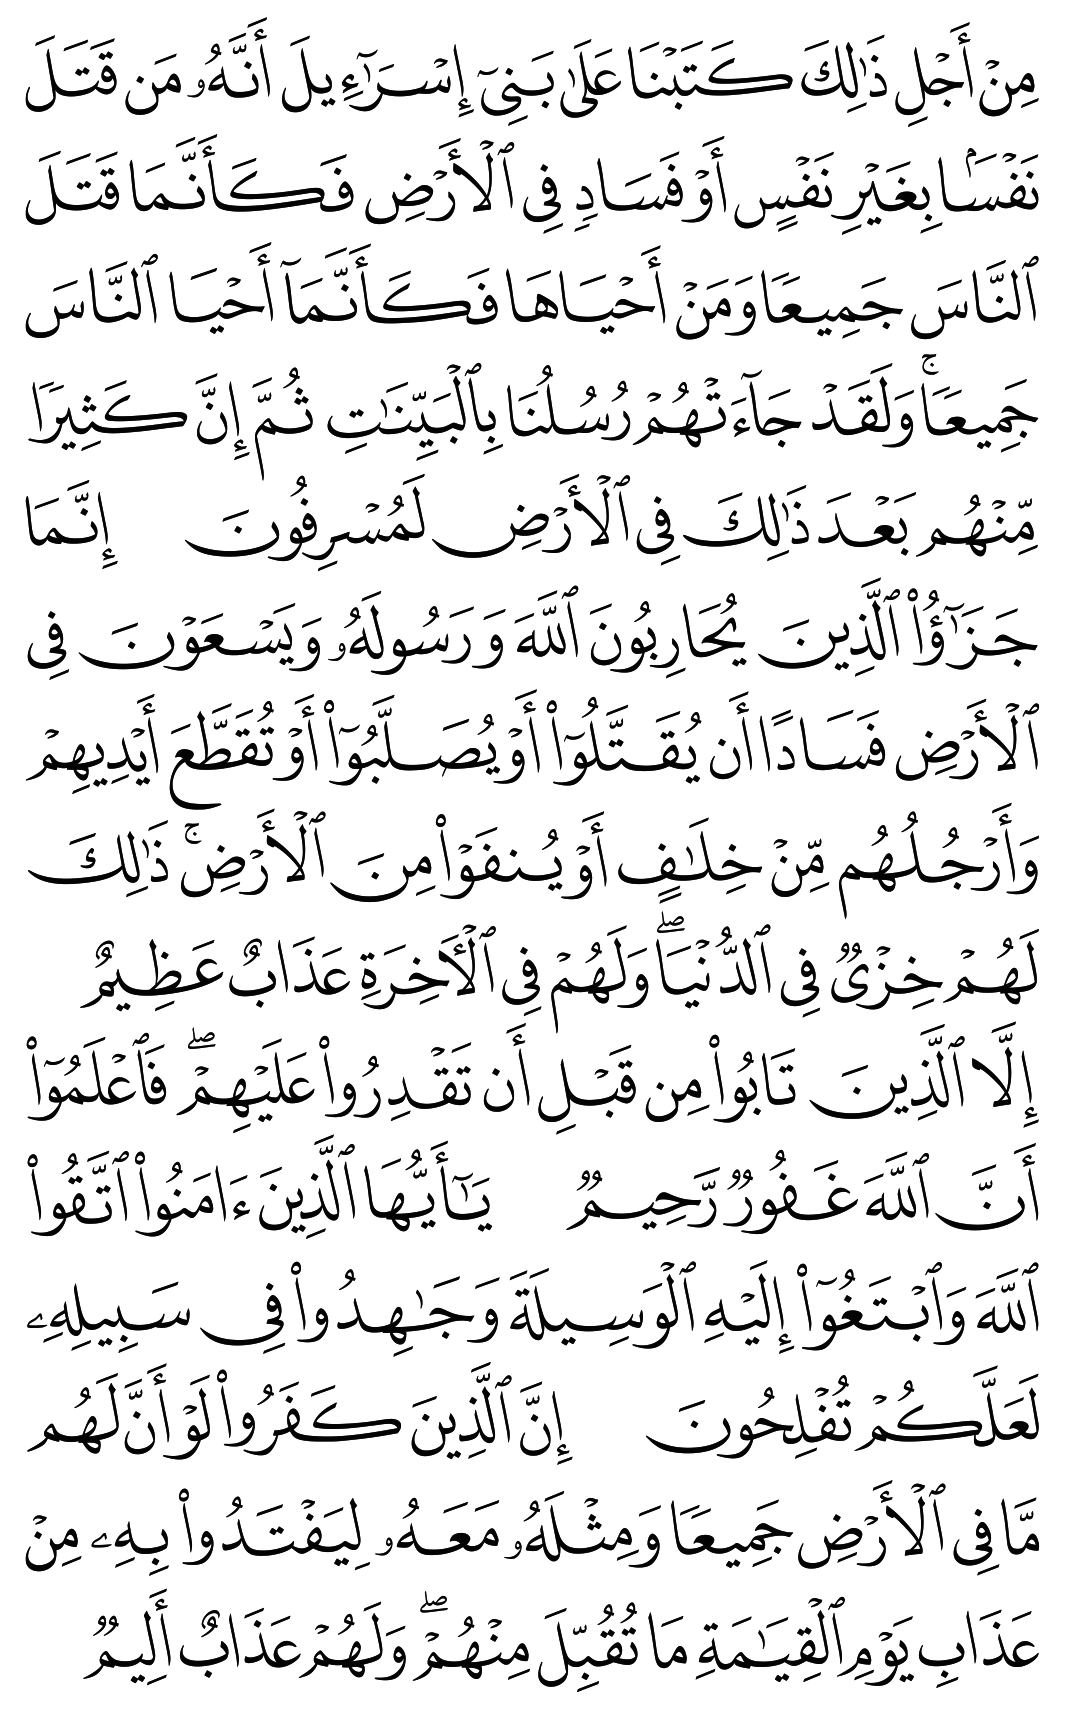 مِنْ أَجْلِ ذَٰلِكَ كَتَبْنَا عَلَىٰ بَنِىٓ إِسْرَٰٓءِيلَ أَنَّهُۥ مَن قَتَلَ
نَفْسَۢا بِغَيْرِ نَفْسٍ أَوْ فَسَادٍ فِى ٱلْأَرْضِ فَكَأَنَّمَا قَتَلَ
ٱلنَّاسَ جَمِيعًا وَمَنْ أَحْيَاهَا فَكَأَنَّمَآ أَحْيَا ٱلنَّاسَ
جَمِيعًا ۚ وَلَقَدْ جَآءَتْهُمْ رُسُلُنَا بِٱلْبَيِّنَٰتِ ثُمَّ إِنَّ كَثِيرًا
مِّنْهُم بَعْدَ ذَٰلِكَ فِى ٱلْأَرْضِ لَمُسْرِفُونَ إِنَّمَا
جَزَٰٓؤُا۟ ٱلَّذِينَ يُحَارِبُونَ ٱللَّهَ وَرَسُولَهُۥ وَيَسْعَوْنَ فِى
ٱلْأَرْضِ فَسَادًا أَن يُقَتَّلُوٓا۟ أَوْ يُصَلَّبُوٓا۟ أَوْ تُقَطَّعَ أَيْدِيهِمْ
وَأَرْجُلُهُم مِّنْ خِلَٰفٍ أَوْ يُنفَوْا۟ مِنَ ٱلْأَرْضِ ۚ ذَٰلِكَ
لَهُمْ خِزْىٌ فِى ٱلدُّنْيَا ۖ وَلَهُمْ فِى ٱلْأَخِرَةِ عَذَابٌ عَظِيمٌ
إِلَّا ٱلَّذِينَ تَابُوا۟ مِن قَبْلِ أَن تَقْدِرُوا۟ عَلَيْهِمْ ۖ فَٱعْلَمُوٓا۟
أَنَّ ٱللَّهَ غَفُورٌ رَّحِيمٌ يَٰٓأَيُّهَا ٱلَّذِينَ ءَامَنُوا۟ ٱتَّقُوا۟
ٱللَّهَ وَٱبْتَغُوٓا۟ إِلَيْهِ ٱلْوَسِيلَةَ وَجَٰهِدُوا۟ فِى سَبِيلِهِۦ
لَعَلَّكُمْ تُفْلِحُونَ إِنَّ ٱلَّذِينَ كَفَرُوا۟ لَوْ أَنَّ لَهُم
مَّا فِى ٱلْأَرْضِ جَمِيعًا وَمِثْلَهُۥ مَعَهُۥ لِيَفْتَدُوا۟ بِهِۦ مِنْ
عَذَابِ يَوْمِ ٱلْقِيَٰمَةِ مَا تُقُبِّلَ مِنْهُمْ ۖ وَلَهُمْ عَذَابٌ أَلِيمٌ